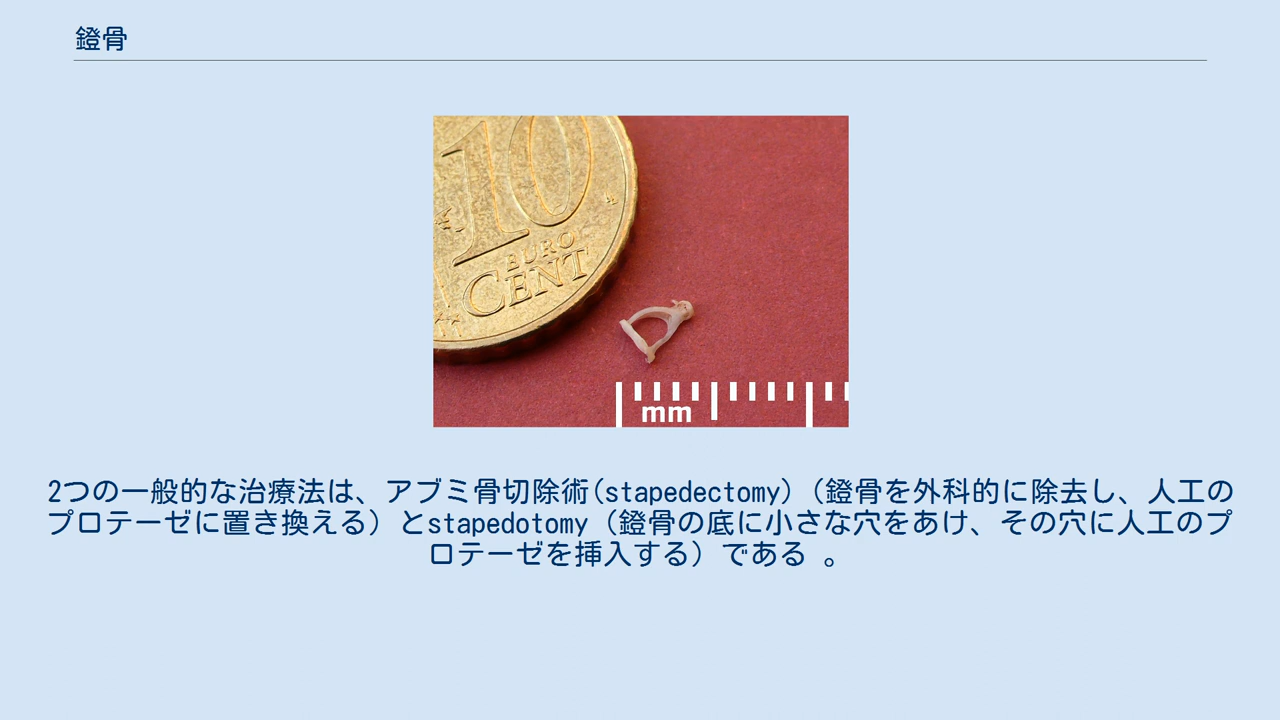 鐙骨
10
EURO
CENT
mm
2つの一般的な治療法は、アブミ骨切除術(stapedectomy)（鐙骨を外科的に除去し、人工の
プロテーゼに置き換える）とstapedotomy（鐙骨の底に小さな穴をあけ、その穴に人工のプ
ロテーゼを挿入する）である 。